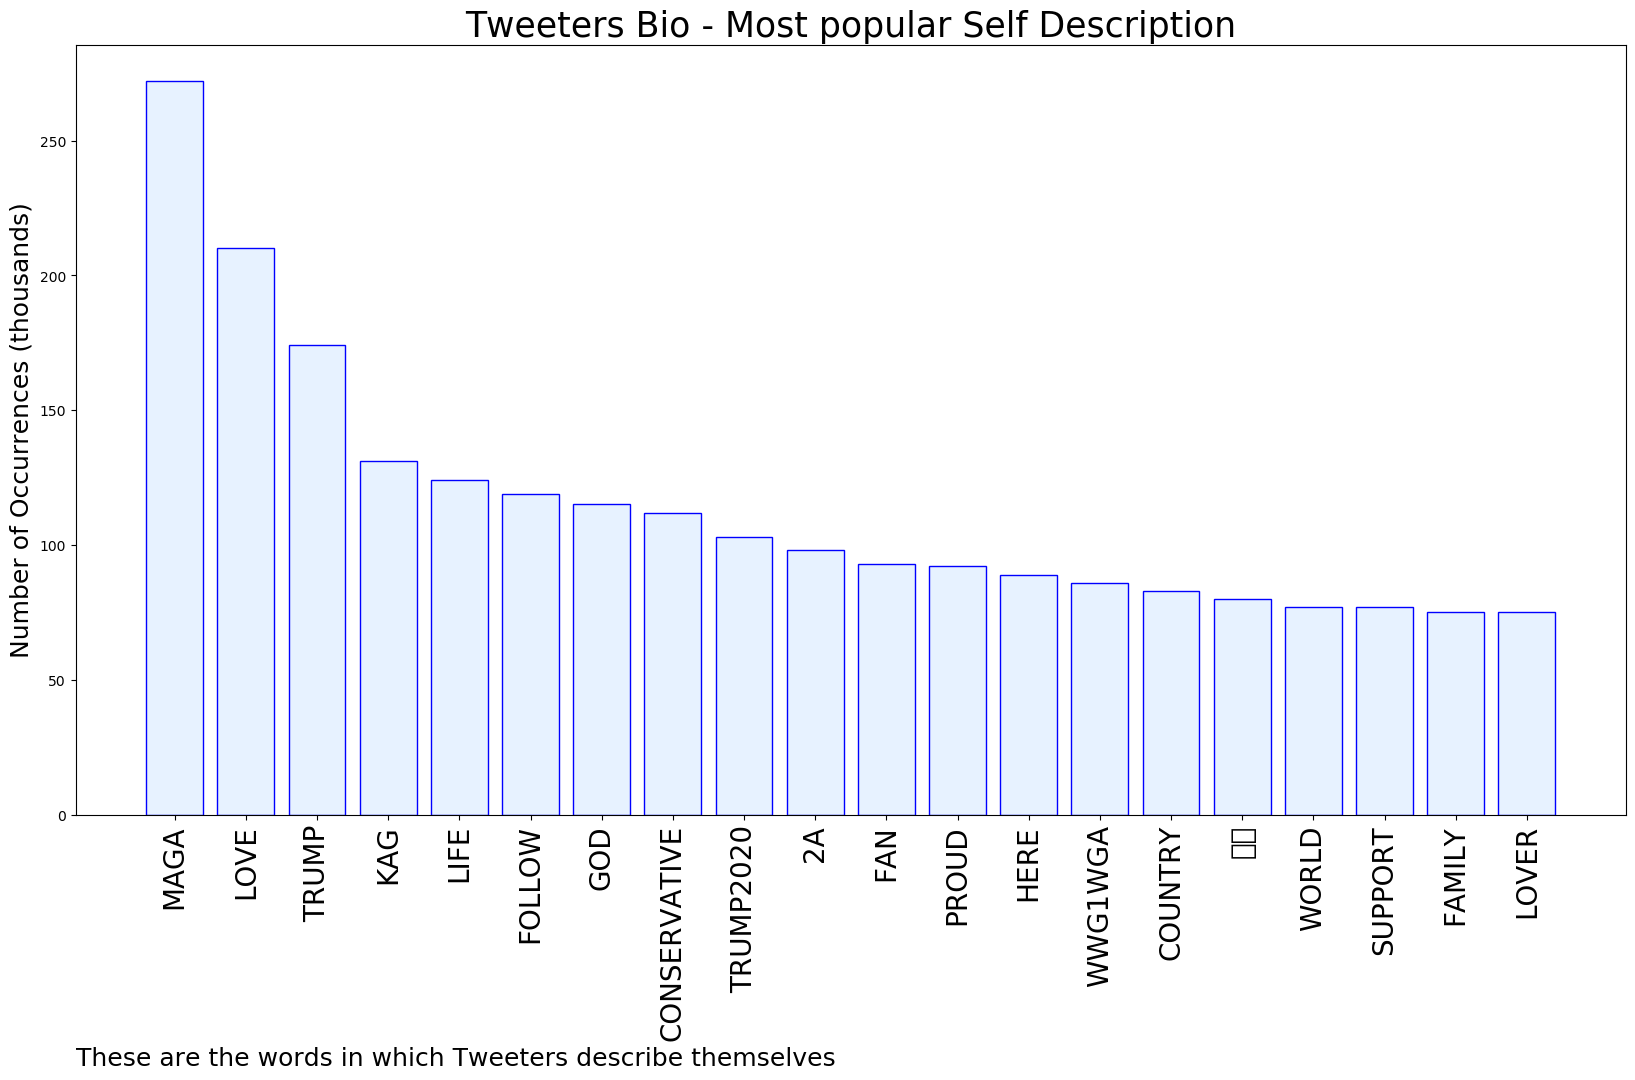 Tweeters Bio - Most popular Self Description
Number of Occurrences (thousands)
250
200
150
100
50
0
MAGA
LOVE
TRUMP
KAG
LIFE
FOLLOW
GOD
CONSERVATIVE
TRUMP2020
2A
FAN
PROUD
HERE
WWG1WGA
COUNTRY
WORLD
SUPPORT
FAMILY
LOVER
These are the words in which Tweeters describe themselves